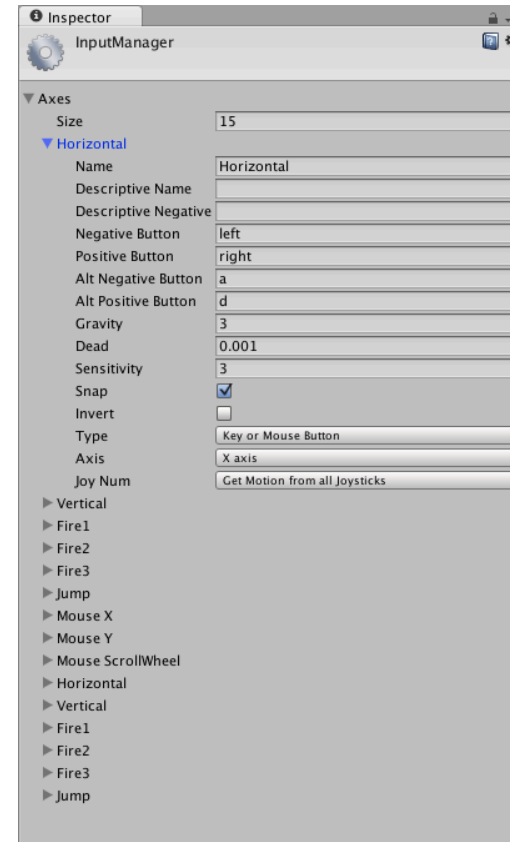 Inspector
InputManager
Axes
Size 15
Horizontal
Name Horizontal
Descriptive Name
Descriptive Negative
Negative Button left
Positive Button right
Alt Negative Button a
Alt Positive Button d
Gravity 3
Dead 0.001
Sensitivity 3
Snap
Invert
Type Key or Mouse Button
Axis X axis
Joy Num Get Motion from all Joysticks
Vertical
Fire1
Fire2
Fire3
Jump
Mouse X
Mouse Y
Mouse ScrollWheel
Horizontal
Vertical
Fire1
Fire2
Fire3
Jump